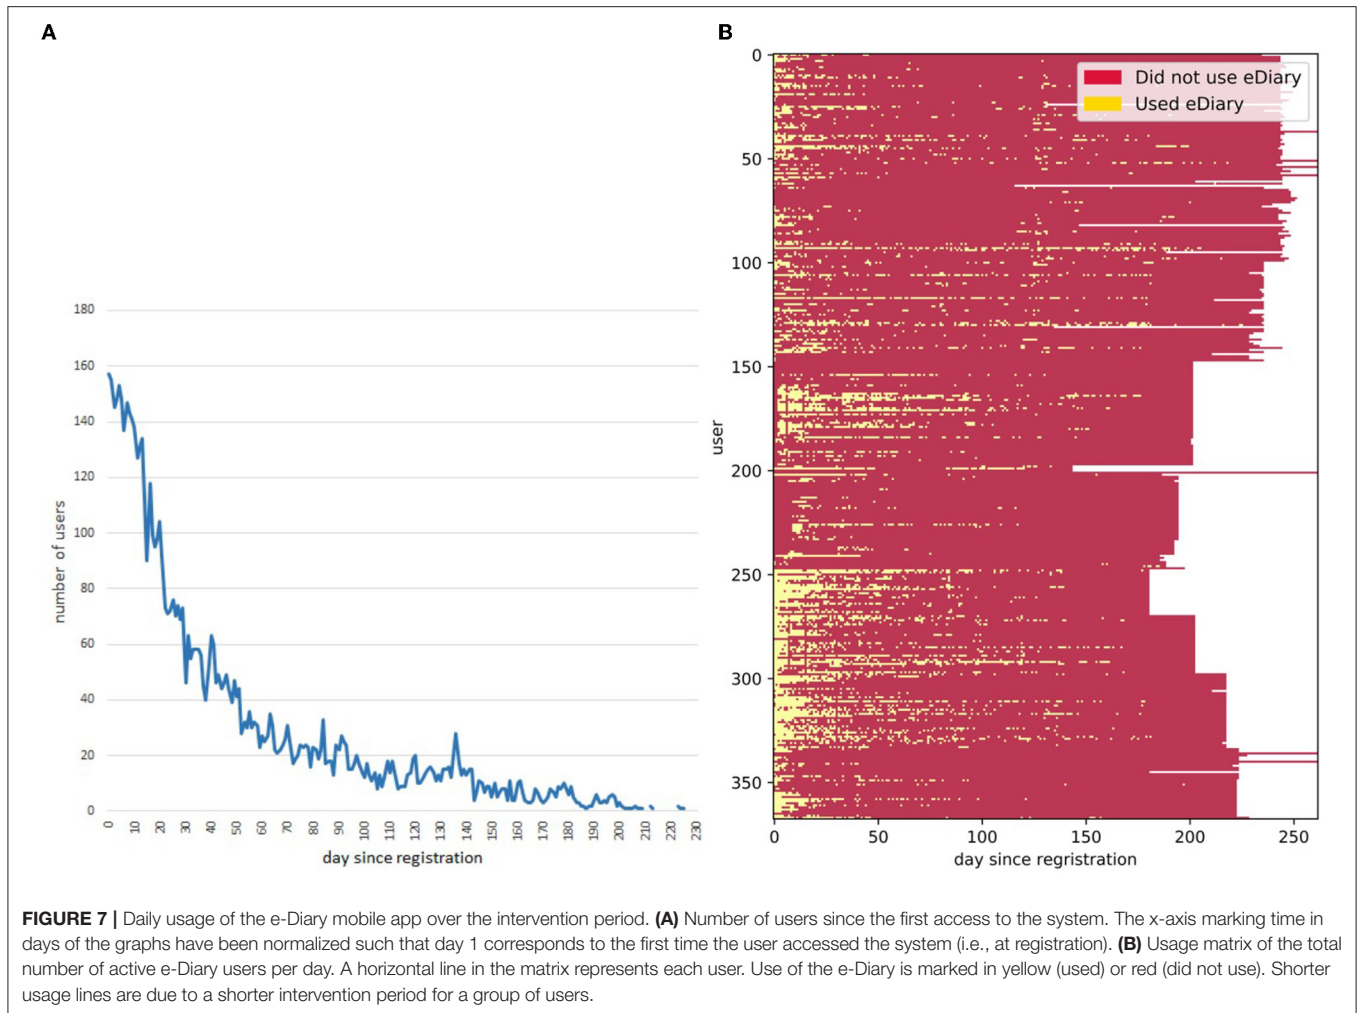 A
180
160
140
120
100
80
60
40
20
0
number of users
0 10 20 30 40 50 60 70 80 90 100 110 120 130 140 150 160 170 180 190 200 210 220 230
day since registration
B
Did not use eDiary
Used eDiary
0
50
100
150
200
250
300
350
user
0 50 100 150 200 250
day since regristration
FIGURE 7 | Daily usage of the e-Diary mobile app over the intervention period. (A) Number of users since the first access to the system. The x-axis marking time in
days of the graphs have been normalized such that day 1 corresponds to the first time the user accessed the system (i.e., at registration). (B) Usage matrix of the total
number of active e-Diary users per day. A horizontal line in the matrix represents each user. Use of the e-Diary is marked in yellow (used) or red (did not use). Shorter
usage lines are due to a shorter intervention period for a group of users.